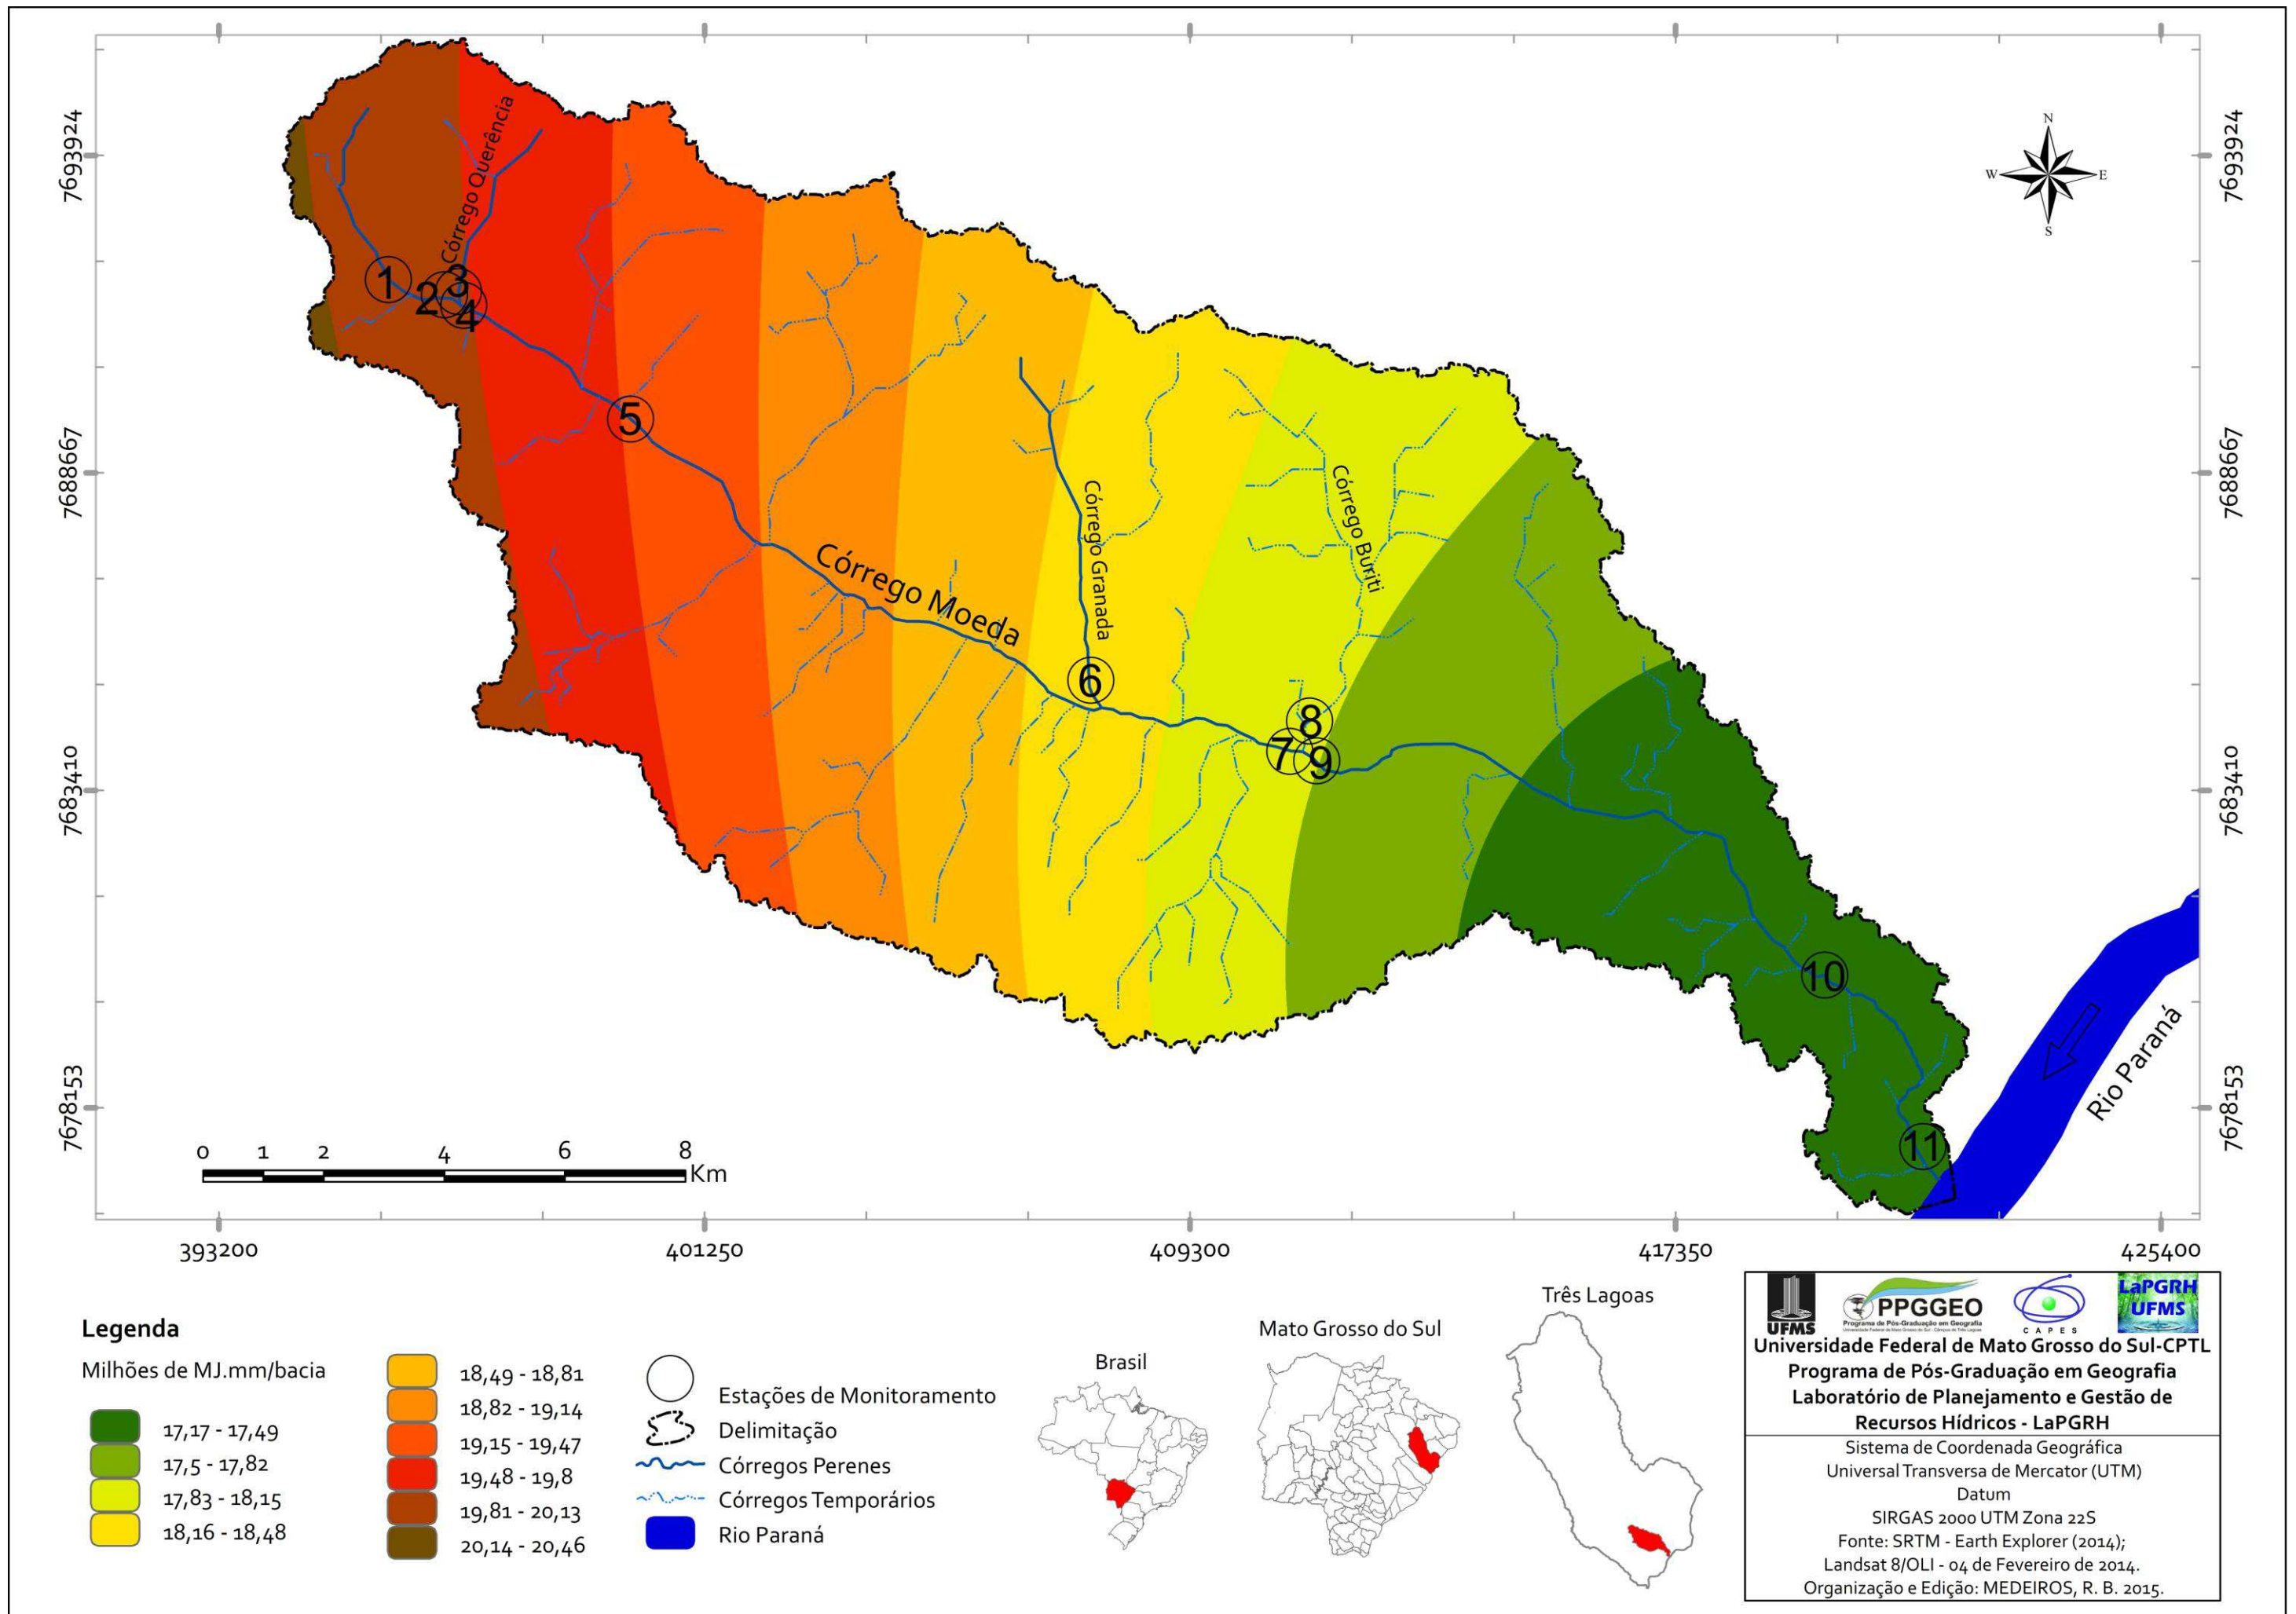 N
W
E
S
7693924
7693924
7688667
7688667
7683410
7683410
7678153
7678153
393200
401250
409300
417350
425400
Córrego Querência
Córrego Moeda
Córrego Granada
Córrego Buriti
Rio Paraná
1
2
3
4
5
6
7
8
9
10
11
0 1 2 4 6 8
Km
Legenda
Milhões de MJ.mm/bacia
17,17 - 17,49
17,5 - 17,82
17,83 - 18,15
18,16 - 18,48
18,49 - 18,81
18,82 - 19,14
19,15 - 19,47
19,48 - 19,8
19,81 - 20,13
20,14 - 20,46
Estações de Monitoramento
Delimitação
Córregos Perenes
Córregos Temporários
Rio Paraná
Brasil
Mato Grosso do Sul
Três Lagoas
UFMS
PPGGEO
Programa de Pós-Graduação em Geografia
CAPES
LaPGRH
UFMS
Universidade Federal de Mato Grosso do Sul-CPTL
Programa de Pós-Graduação em Geografia
Laboratório de Planejamento e Gestão de
Recursos Hídricos - LaPGRH
Sistema de Coordenada Geográfica
Universal Transversa de Mercator (UTM)
Datum
SIRGAS 2000 UTM Zona 22S
Fonte: SRTM - Earth Explorer (2014);
Landsat 8/OLI - 04 de Fevereiro de 2014.
Organização e Edição: MEDEIROS, R. B. 2015.